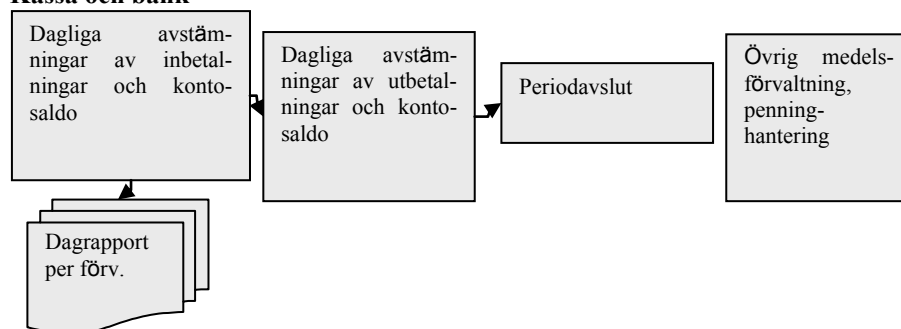 Kassa och bank
Dagliga avstäm-
ningar av inbetal-
ningar och konto-
saldo
Dagliga avstäm-
ningar av utbetal-
ningar och konto-
saldo
Periodavslut
Övrig medels-
förvaltning,
penning-
hantering
Dagrapport
per förv.